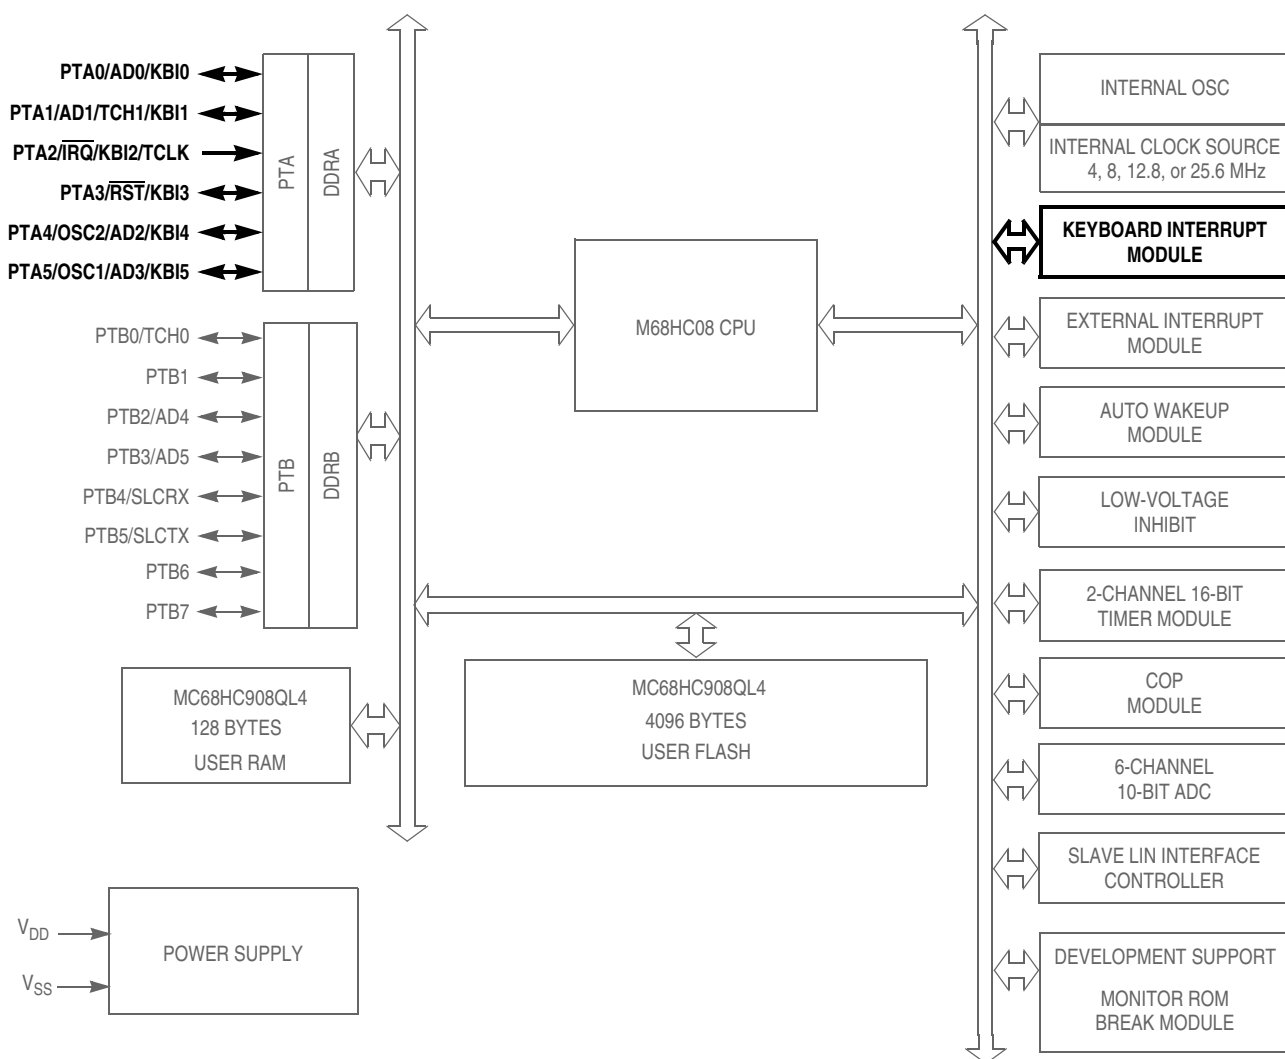 PTA0/AD0/KBI0
PTA1/AD1/TCH1/KBI1
PTA2/IRQ/KBI2/TCLK
PTA3/RST/KBI3
PTA4/OSC2/AD2/KBI4
PTA5/OSC1/AD3/KBI5
PTA
DDRA
PTB0/TCH0
PTB1
PTB2/AD4
PTB3/AD5
PTB4/SLCRX
PTB5/SLCTX
PTB6
PTB7
PTB
DDRB
M68HC08 CPU
MC68HC908QL4
128 BYTES
USER RAM
MC68HC908QL4
4096 BYTES
USER FLASH
VDD
VSS
POWER SUPPLY
INTERNAL OSC
INTERNAL CLOCK SOURCE
4, 8, 12.8, or 25.6 MHz
KEYBOARD INTERRUPT
MODULE
EXTERNAL INTERRUPT
MODULE
AUTO WAKEUP
MODULE
LOW-VOLTAGE
INHIBIT
2-CHANNEL 16-BIT
TIMER MODULE
COP
MODULE
6-CHANNEL
10-BIT ADC
SLAVE LIN INTERFACE
CONTROLLER
DEVELOPMENT SUPPORT
MONITOR ROM
BREAK MODULE